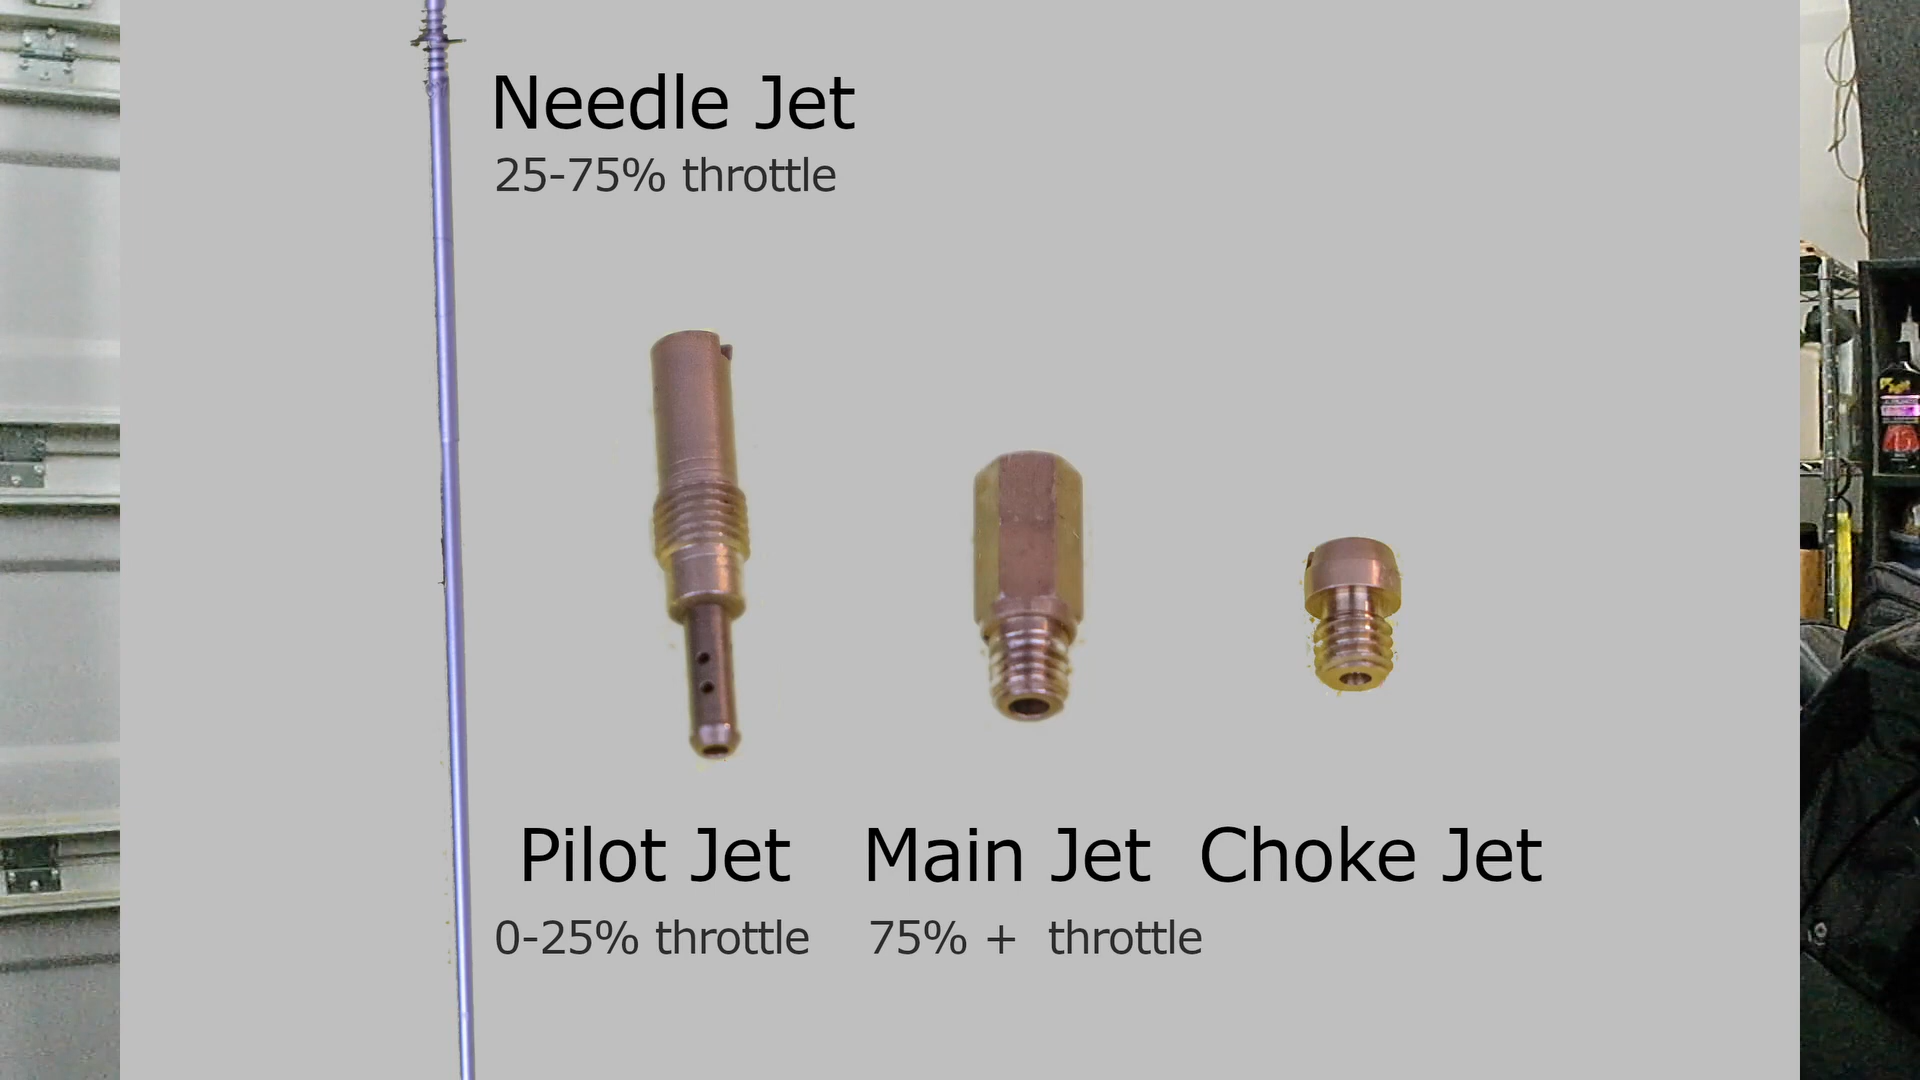 Needle Jet
25-75% throttle
Pilot Jet
Main Jet
Choke Jet
0-25% throttle
75% + throttle